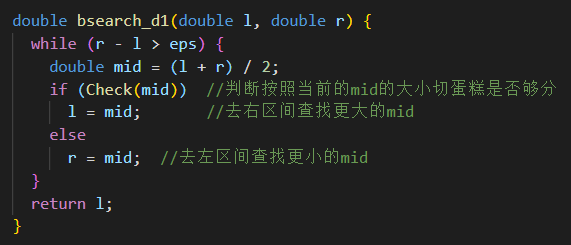 double bsearch_d1(double l, double r) {
  while (r - l > eps) {
    double mid = (l + r) / 2;
    if (Check(mid))  //判断按照当前的mid的大小切蛋糕是否够分
      l = mid;       //去右区间查找更大的mid
    else
      r = mid;  //去左区间查找更小的mid
  }
  return l;
}